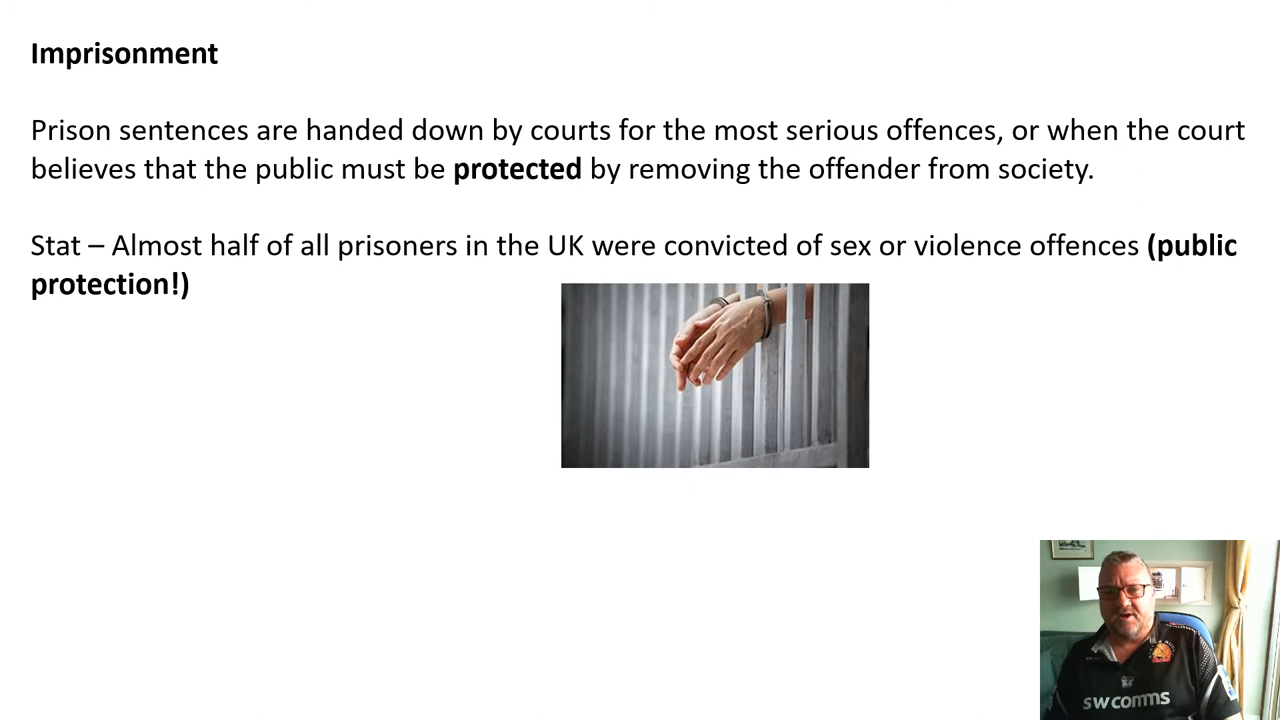 Imprisonment
Prison sentences are handed down by courts for the most serious offences, or when the court
believes that the public must be protected by removing the offender from society.
Stat – Almost half of all prisoners in the UK were convicted of sex or violence offences (public
protection!)
swcomms